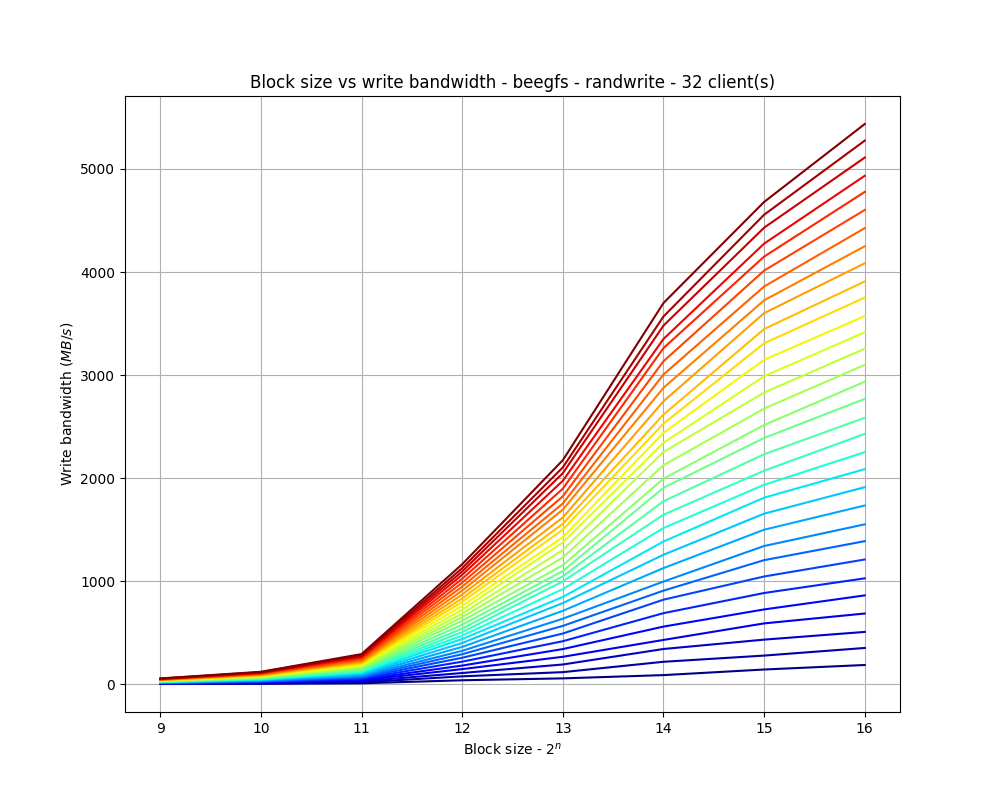 Block size vs write bandwidth - beegfs - randwrite - 32 client(s)
5000
4000
3000
2000
1000
0
Write bandwidth (MB/s)
9 10 11 12 13 14 15 16
Block size - 2ⁿ